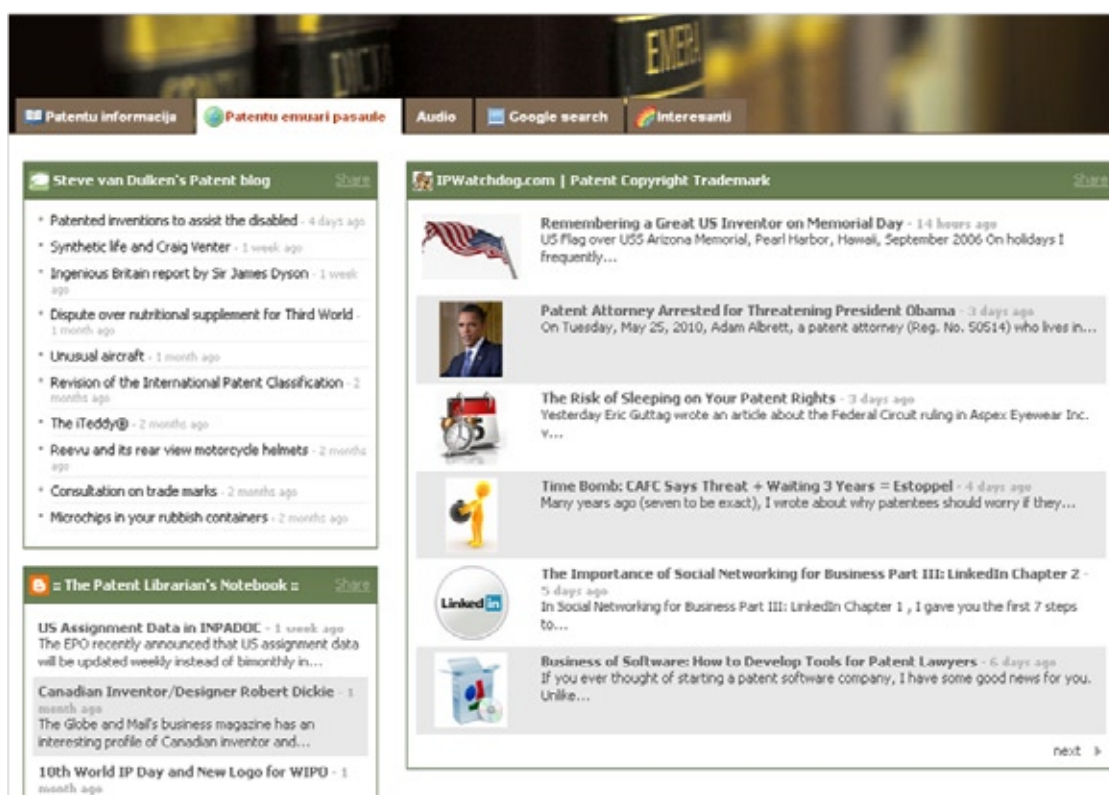 EMERA
Patentu informacija
Patentu emuari pasaule
Audio
Google search
Interesanti
Steve van Dulken's Patent blog
Share
Patented inventions to assist the disabled - 4 days ago
Synthetic life and Craig Venter - 1 week ago
Ingenious Britain report by Sir James Dyson - 1 week
ago
Dispute over nutritional supplement for Third World -
1 month ago
Unusual aircraft - 1 month ago
Revision of the International Patent Classification - 2
months ago
The iTeddy® - 2 months ago
Reevu and its rear view motorcycle helmets - 2 months
ago
Consultation on trade marks - 2 months ago
Microchips in your rubbish containers - 2 months ago
:: The Patent Librarian's Notebook ::
Share
US Assignment Data in INPADOC - 1 week ago
The EPO recently announced that US assignment data
will be updated weekly instead of bimonthly in...
Canadian Inventor/Designer Robert Dickie - 1
month ago
The Globe and Mail's business magazine has an
interesting profile of Canadian inventor and...
10th World IP Day and New Logo for WIPO - 1
month ago
IPWatchdog.com | Patent Copyright Trademark
Share
Remembering a Great US Inventor on Memorial Day - 14 hours ago
US Flag over USS Arizona Memorial, Pearl Harbor, Hawaii, September 2006 On holidays I
frequently...
Patent Attorney Arrested for Threatening President Obama - 3 days ago
On Tuesday, May 25, 2010, Adam Albrett, a patent attorney (Reg. No. 50514) who lives in...
The Risk of Sleeping on Your Patent Rights - 3 days ago
Yesterday Eric Guttag wrote an article about the Federal Circuit ruling in Aspex Eyewear Inc.
v...
Time Bomb: CAFC Says Threat + Waiting 3 Years = Estoppel - 4 days ago
Many years ago (seven to be exact), I wrote about why patentees should worry if they...
Linked in
The Importance of Social Networking for Business Part III: LinkedIn Chapter 2 -
5 days ago
In Social Networking for Business Part III: LinkedIn Chapter 1 , I gave you the first 7 steps
to...
Business of Software: How to Develop Tools for Patent Lawyers - 6 days ago
If you ever thought of starting a patent software company, I have some good news for you.
Unlike...
next